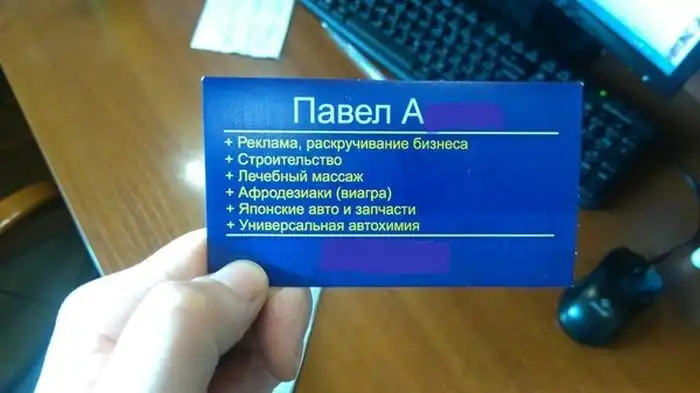 Павел А
+ Реклама, раскручивание бизнеса
+ Строительство
+ Лечебный массаж
+ Афродезиаки (виагра)
+ Японские авто и запчасти
+ Универсальная автохимия